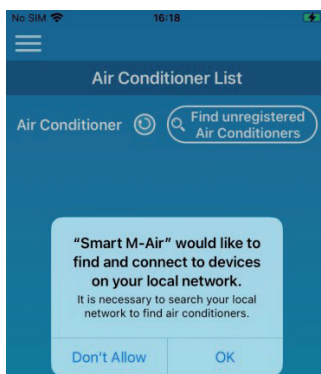 No SIM 16:18
Air Conditioner List
Air Conditioner
Find unregistered
Air Conditioners
"Smart M-Air" would like to
find and connect to devices
on your local network.
It is necessary to search your local
network to find air conditioners.
Don't Allow OK